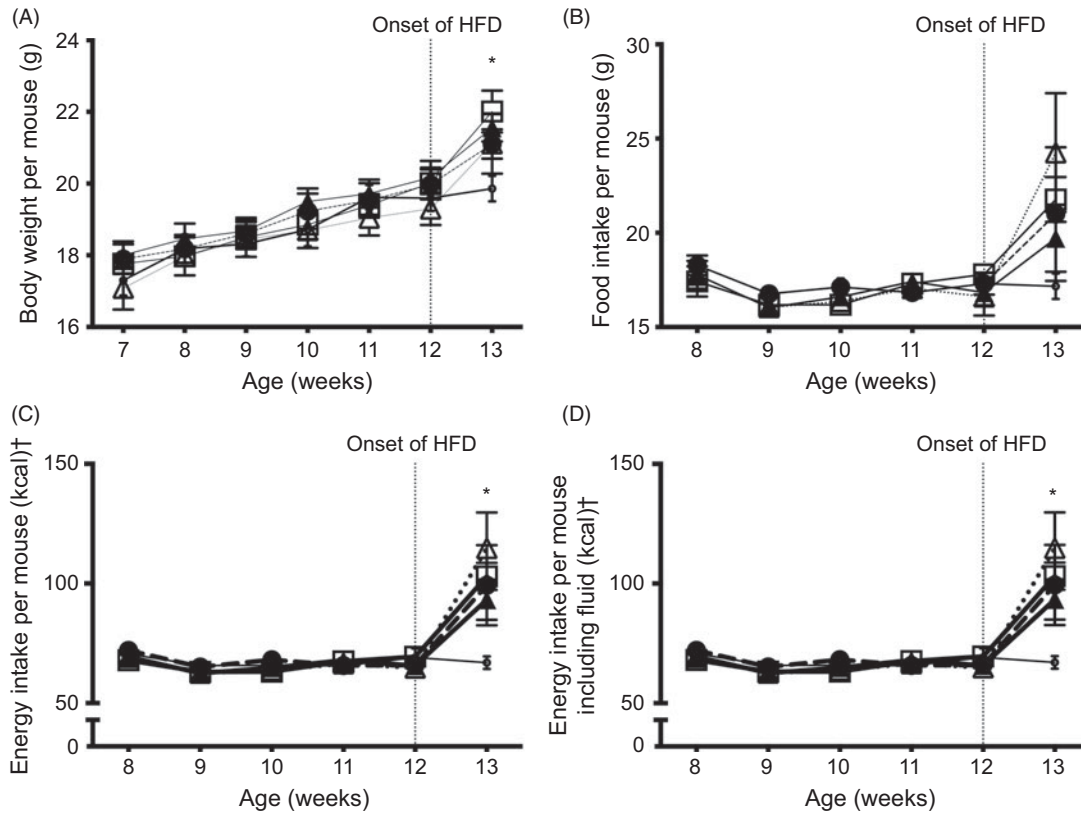 (A)
Onset of HFD
Body weight per mouse (g)
24
22
20
18
16
*
7 8 9 10 11 12 13
Age (weeks)
(B)
Onset of HFD
Food intake per mouse (g)
30
25
20
15
8 9 10 11 12 13
Age (weeks)
(C)
Onset of HFD
Energy intake per mouse (kcal)†
150
100
50
0
*
8 9 10 11 12 13
Age (weeks)
(D)
Onset of HFD
Energy intake per mouse
including fluid (kcal)†
150
100
50
0
*
8 9 10 11 12 13
Age (weeks)